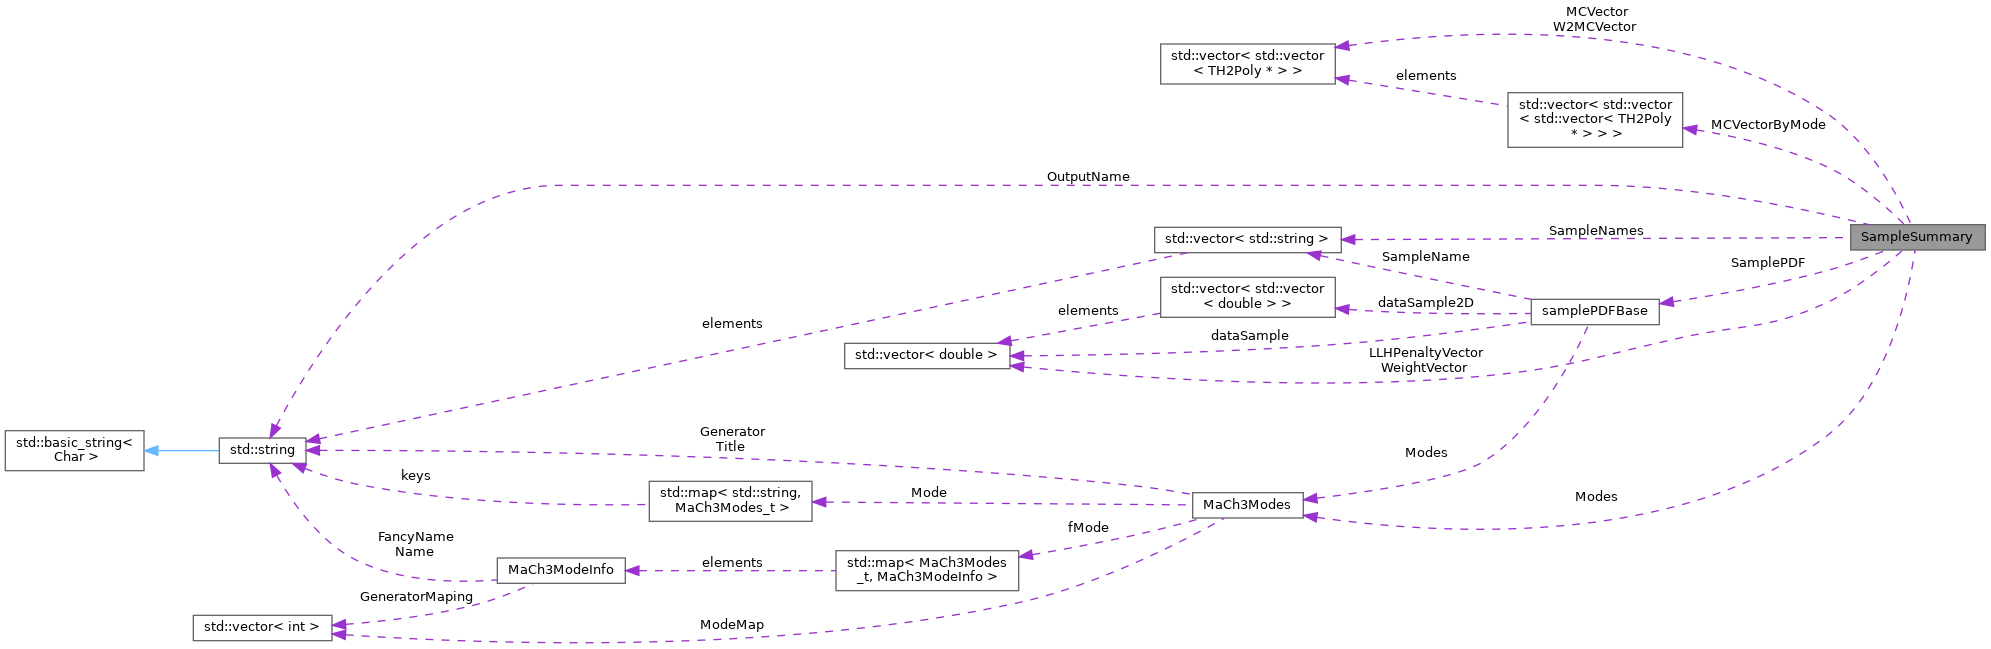 MCVector
W2MCVector
std::vector< std::vector
< TH2Poly * > >
elements
std::vector< std::vector
< std::vector< TH2Poly
* > > >
MCVectorByMode
OutputName
std::vector< std::string >
SampleNames
SampleSummary
SampleName
SamplePDF
std::vector< std::vector
< double > >
dataSample2D
samplePDFBase
elements
elements
dataSample
std::vector< double >
LLHPenaltyVector
WeightVector
std::basic_string<
Char >
std::string
Generator
Title
Modes
keys
std::map< std::string,
MaCh3Modes_t >
Mode
MaCh3Modes
Modes
fMode
FancyName
Name
MaCh3ModeInfo
elements
std::map< MaCh3Modes
_t, MaCh3ModeInfo >
GeneratorMaping
std::vector< int >
ModeMap